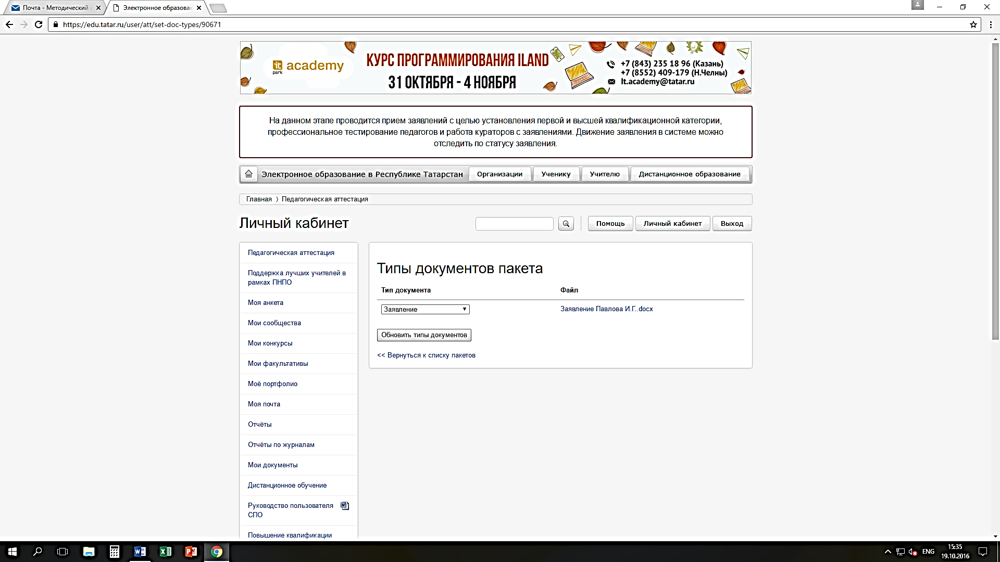 Почта - Методический
Электронное образован
https://edu.tatar.ru/user/att/set-doc-types/90671
it park academy
КУРС ПРОГРАММИРОВАНИЯ ILAND
31 ОКТЯБРЯ - 4 НОЯБРЯ
+7 (843) 235 18 96 (Казань)
+7 (8552) 409-179 (Н.Челны)
It.academy@tatar.ru
На данном этапе проводится прием заявлений с целью установления первой и высшей квалификационной категории,
профессиональное тестирование педагогов и работа кураторов с заявлениями. Движение заявления в системе можно
отследить по статусу заявления.
Электронное образование в Республике Татарстан
Организации
Ученику
Учителю
Дистанционное образование
Главная 〉 Педагогическая аттестация
Личный кабинет
Помощь
Личный кабинет
Выход
Педагогическая аттестация
Поддержка лучших учителей в
рамках ПНПО
Моя анкета
Мои сообщества
Мои конкурсы
Мои факультативы
Моё портфолио
Моя почта
Отчёты
Отчёты по журналам
Мои документы
Дистанционное обучение
Руководство пользователя
СПО
Повышение квалификации
Типы документов пакета
Тип документа
Файл
Заявление
Заявление Павлова И.Г..docx
Обновить типы документов
<< Вернуться к списку пакетов
ENG
15:35
19.10.2016